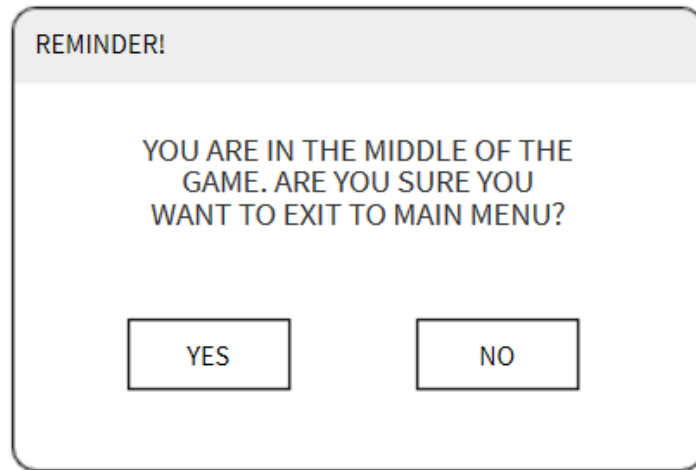 REMINDER!
YOU ARE IN THE MIDDLE OF THE
GAME. ARE YOU SURE YOU
WANT TO EXIT TO MAIN MENU?
YES
NO